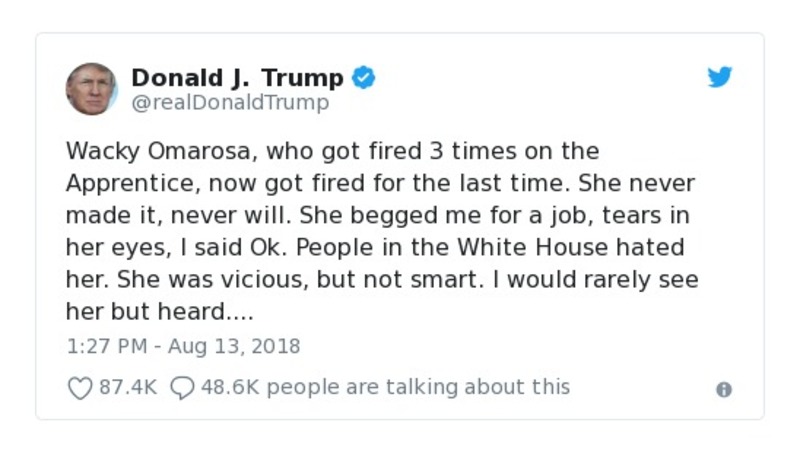 Donald J. Trump
@realDonaldTrump
Wacky Omarosa, who got fired 3 times on the
Apprentice, now got fired for the last time. She never
made it, never will. She begged me for a job, tears in
her eyes, I said Ok. People in the White House hated
her. She was vicious, but not smart. I would rarely see
her but heard....
1:27 PM - Aug 13, 2018
87.4K 48.6K people are talking about this